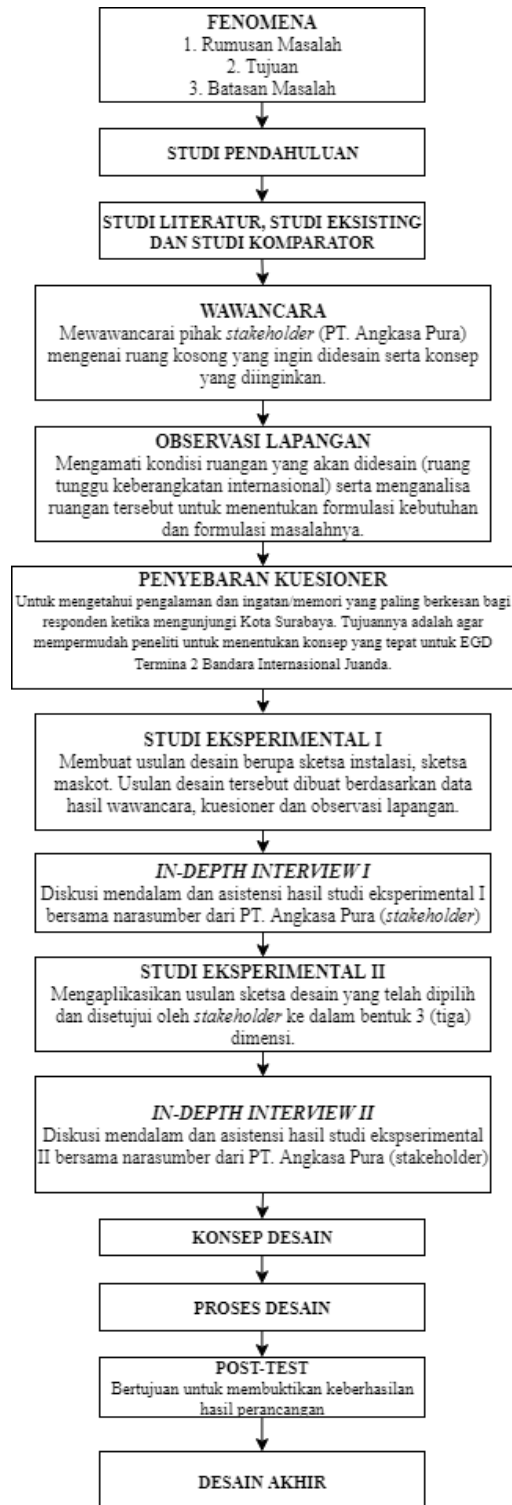 FENOMENA
1. Rumusan Masalah
2. Tujuan
3. Batasan Masalah
STUDI PENDAHULUAN
STUDI LITERATUR, STUDI EKSISTING
DAN STUDI KOMPARATOR
WAWANCARA
Mewawancarai pihak stakeholder (PT. Angkasa Pura)
mengenai ruang kosong yang ingin didesain serta konsep
yang diinginkan.
OBSERVASI LAPANGAN
Mengamati kondisi ruangan yang akan didesain (ruang
tunggu keberangkatan internasional) serta menganalisa
ruangan tersebut untuk menentukan formulasi kebutuhan
dan formulasi masalahnya.
PENYEBARAN KUESIONER
Untuk mengetahui pengalaman dan ingatan/memori yang paling berkesan bagi
responden ketika mengunjungi Kota Surabaya. Tujuannya adalah agar
mempermudah peneliti untuk menentukan konsep yang tepat untuk EGD
Termina 2 Bandara Internasional Juanda.
STUDI EKSPERIMENTAL I
Membuat usulan desain berupa sketsa instalasi, sketsa
maskot. Usulan desain tersebut dibuat berdasarkan data
hasil wawancara, kuesioner dan observasi lapangan.
IN-DEPTH INTERVIEW I
Diskusi mendalam dan asistensi hasil studi eksperimental I
bersama narasumber dari PT. Angkasa Pura (stakeholder)
STUDI EKSPERIMENTAL II
Mengaplikasikan usulan sketsa desain yang telah dipilih
dan disetujui oleh stakeholder ke dalam bentuk 3 (tiga)
dimensi.
IN-DEPTH INTERVIEW II
Diskusi mendalam dan asistensi hasil studi ekspserimental
II bersama narasumber dari PT. Angkasa Pura (stakeholder)
KONSEP DESAIN
PROSES DESAIN
POST-TEST
Bertujuan untuk membuktikan keberhasilan
hasil perancangan
DESAIN AKHIR